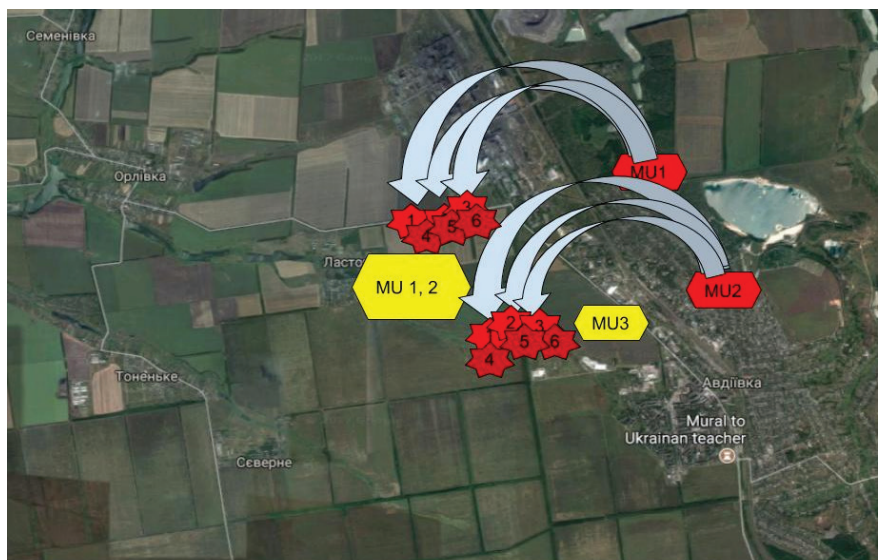 Семенівка
Орлівка
MU1
1
3
4
5
6
Ласто
MU 1, 2
MU2
2
3
1
MU3
4
5
6
Тоненьке
Авдіївка
Mural to
Ukrainan teacher
Сєверне